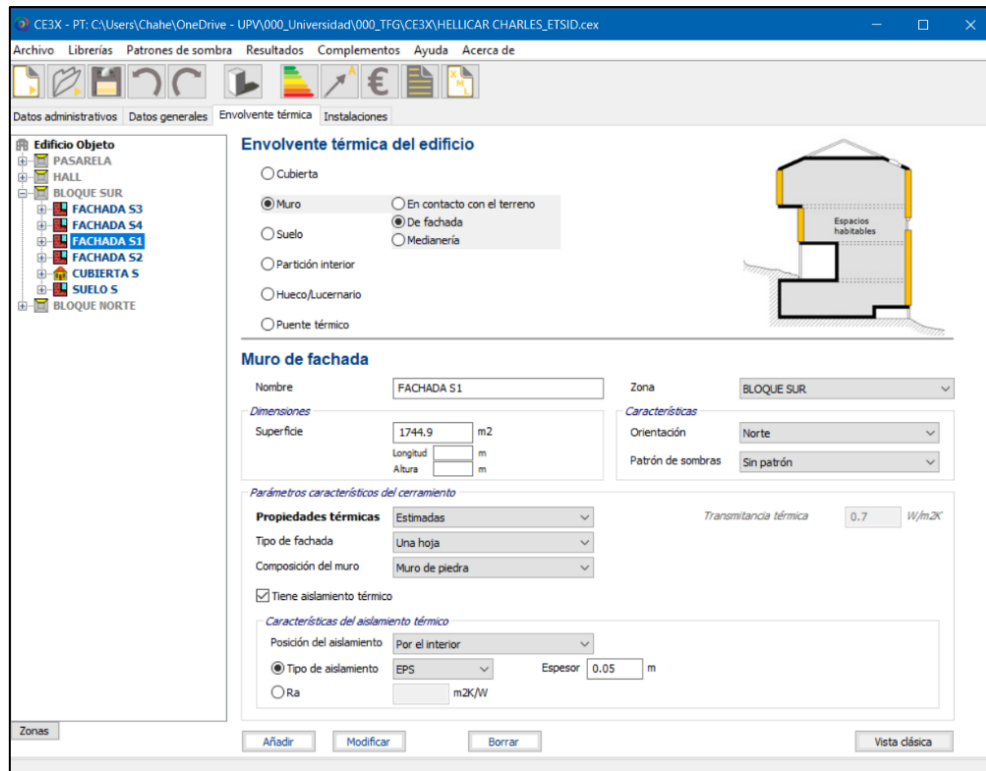 CE3X - PT: C:\Users\Chahe\OneDrive - UPV\000_Universidad\000_TFG\CE3X\HELLICAR CHARLES_ETSID.cex
Archivo Librerías Patrones de sombra Resultados Complementos Ayuda Acerca de
Datos administrativos Datos generales Envolvente térmica Instalaciones
Edificio Objeto
PASARELA
HALL
BLOQUE SUR
FACHADA S3
FACHADA S4
FACHADA S1
FACHADA S2
CUBIERTA S
SUELO S
BLOQUE NORTE
Zonas
Envolvente térmica del edificio
Cubierta
Muro
En contacto con el terreno
De fachada
Medianería
Suelo
Partición interior
Hueco/Lucernario
Puente térmico
Espacios
habitables
Muro de fachada
Nombre FACHADA S1 Zona BLOQUE SUR
Dimensiones Características
Superficie 1744.9 m2 Orientación Norte
Longitud m
Altura m
Patrón de sombras Sin patrón
Parámetros característicos del cerramiento
Propiedades térmicas Estimadas Transmitancia térmica 0.7 W/m2K
Tipo de fachada Una hoja
Composición del muro Muro de piedra
Tiene aislamiento térmico
Características del aislamiento térmico
Posición del aislamiento Por el interior
Tipo de aislamiento EPS Espesor 0.05 m
Ra m2K/W
Añadir Modificar Borrar Vista clásica